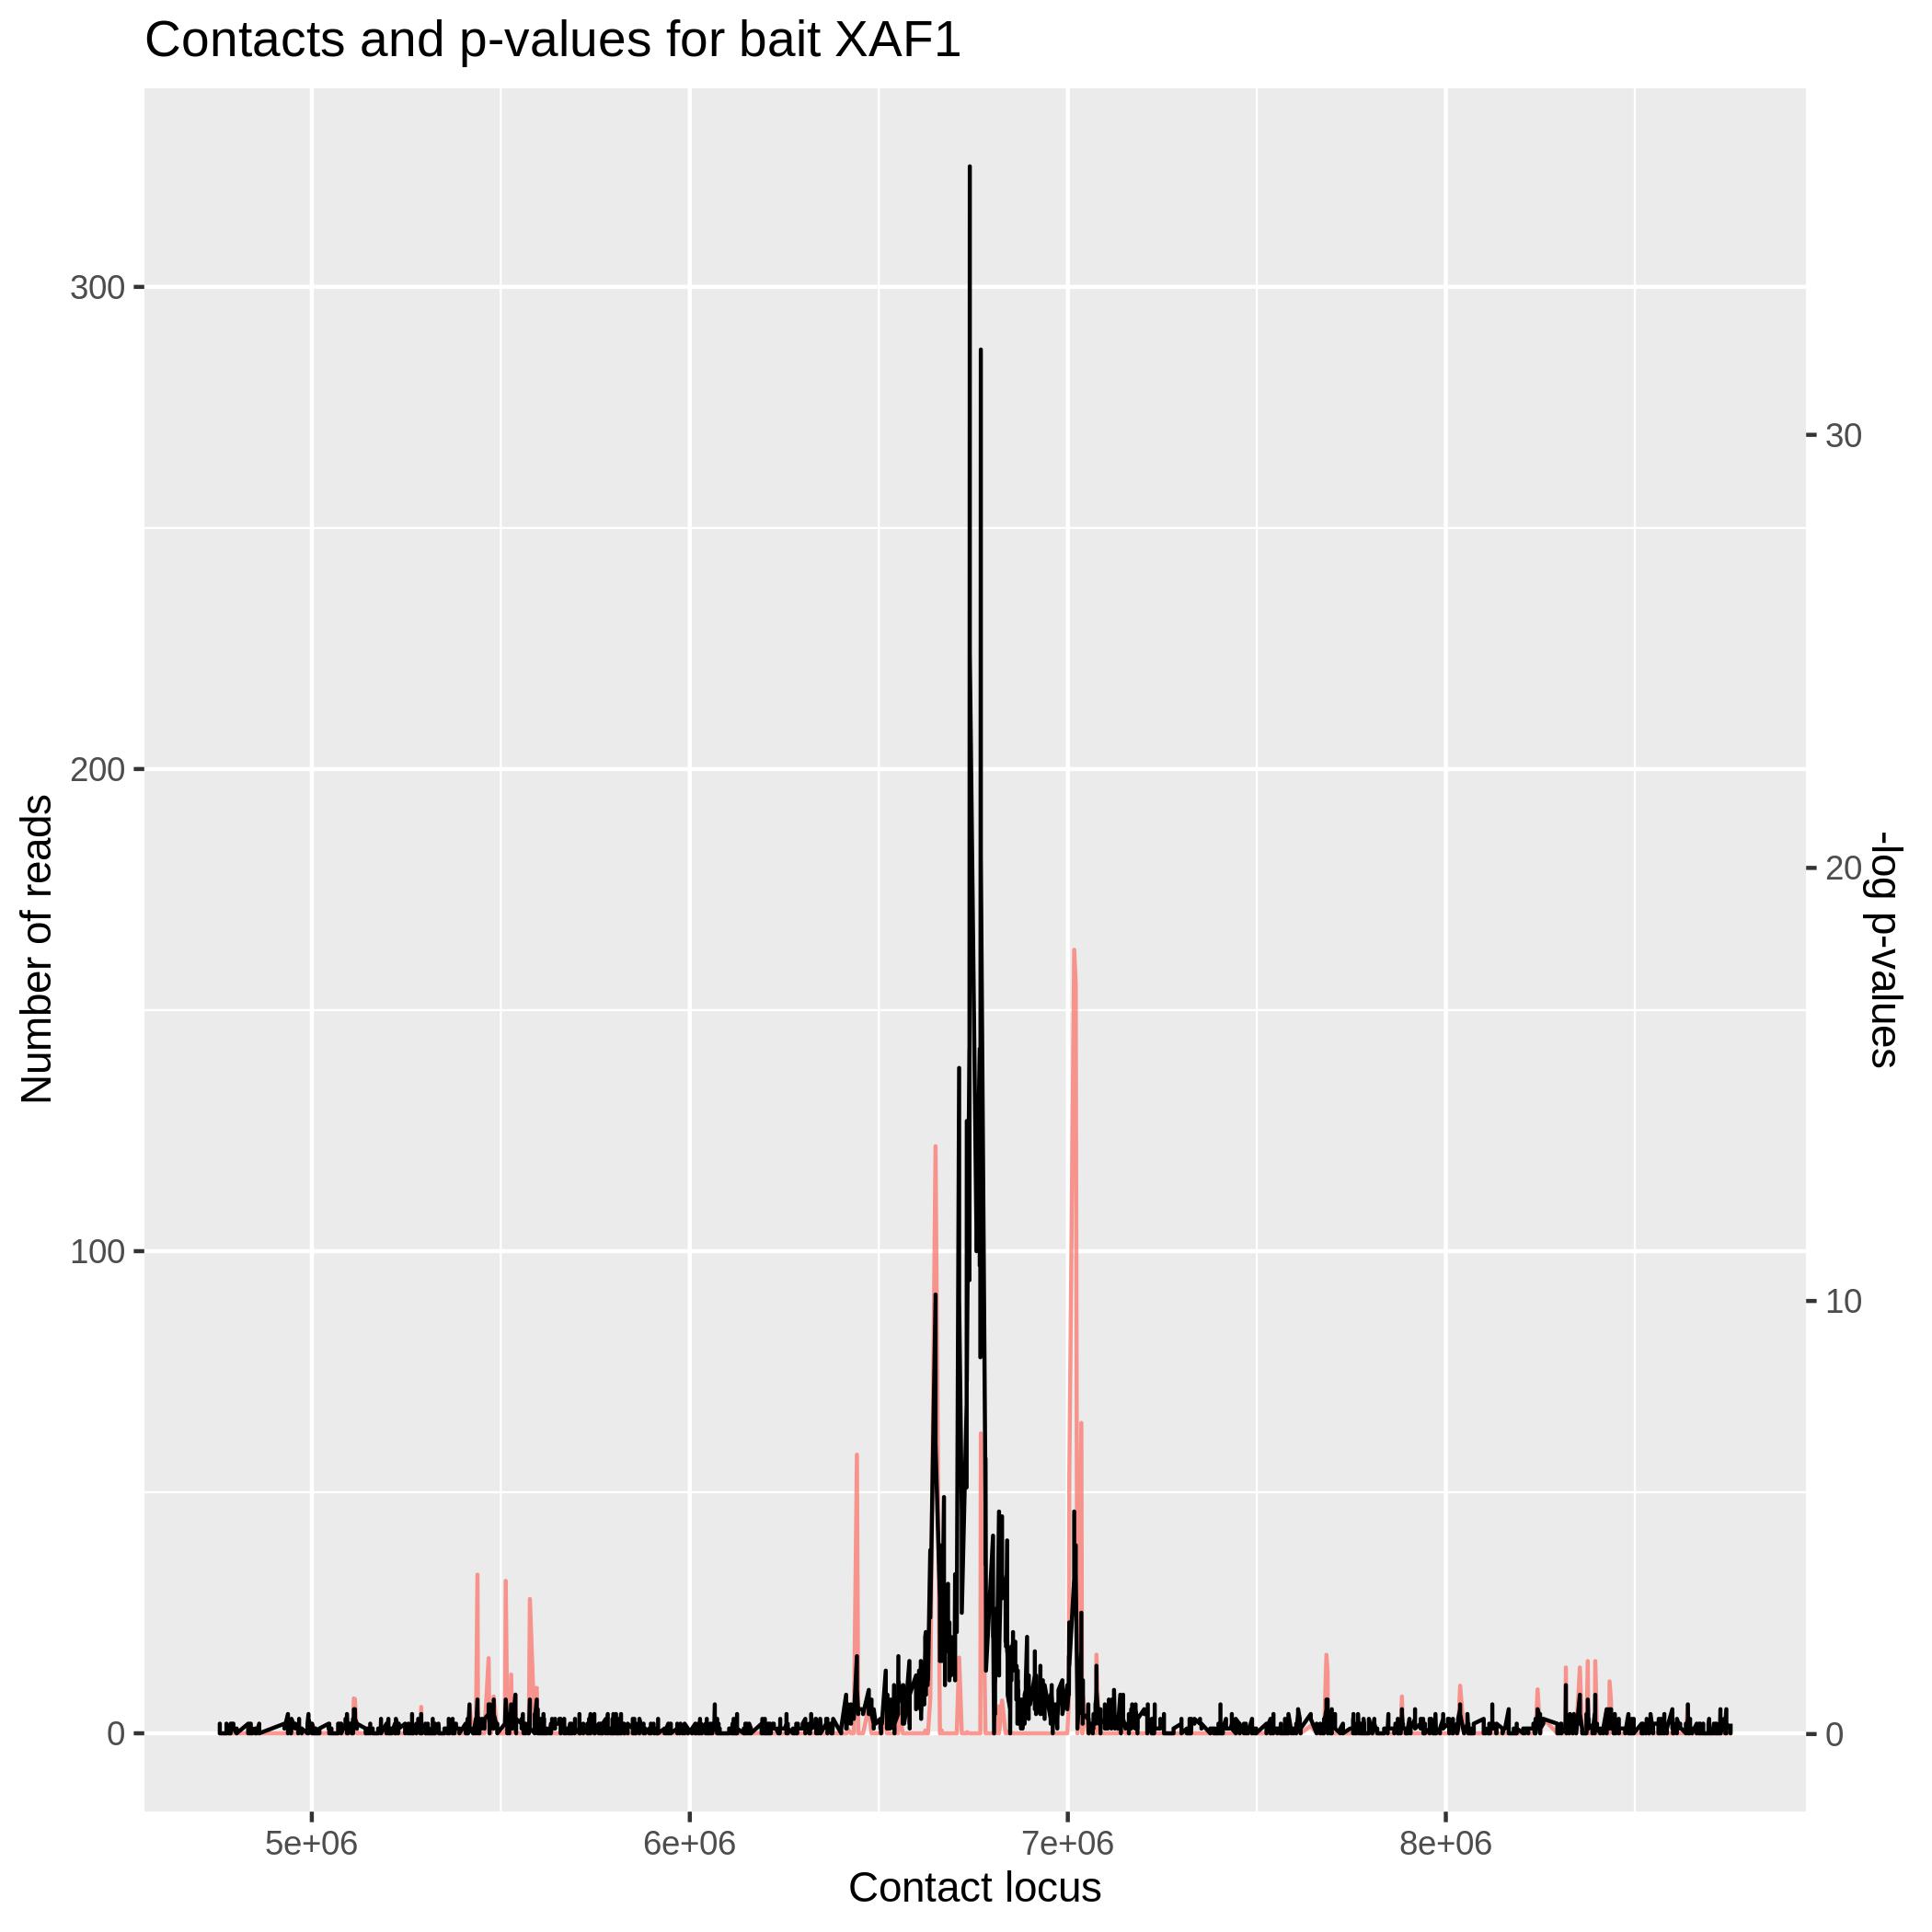 Contacts and p-values for bait XAF1
300
200
100
0
Number of reads
30
20
10
0
-log p-values
5e+06 6e+06 7e+06 8e+06
Contact locus